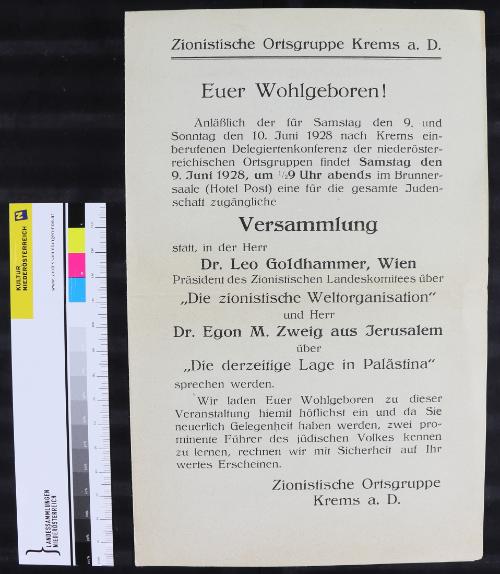 Zionistische Ortsgruppe Krems a. D.
Euer Wohlgeboren!
Anläßlich der für Samstag den 9. und
Sonntag den 10. Juni 1928 nach Krems ein-
berufenen Delegiertenkonferenz der niederöster-
reichischen Ortsgruppen findet Samstag den
9. Juni 1928, um ½9 Uhr abends im Brunner-
saale (Hotel Post) eine für die gesamte Juden-
schaft zugängliche
Versammlung
statt, in der Herr
Dr. Leo Goldhammer, Wien
Präsident des Zionistischen Landeskomitees über
„Die zionistische Weltorganisation“
und Herr
Dr. Egon M. Zweig aus Jerusalem
über
„Die derzeitige Lage in Palästina“
sprechen werden.
Wir laden Euer Wohlgeboren zu dieser
Veranstaltung hiemit höflichst ein und da Sie
neuerlich Gelegenheit haben werden, zwei pro-
minente Führer des jüdischen Volkes kennen
zu lernen, rechnen wir mit Sicherheit auf Ihr
wertes Erscheinen.
Zionistische Ortsgruppe
Krems a. D.
KULTUR
NIEDERÖSTERREICH
LANDESSAMMLUNGEN
NIEDERÖSTERREICH